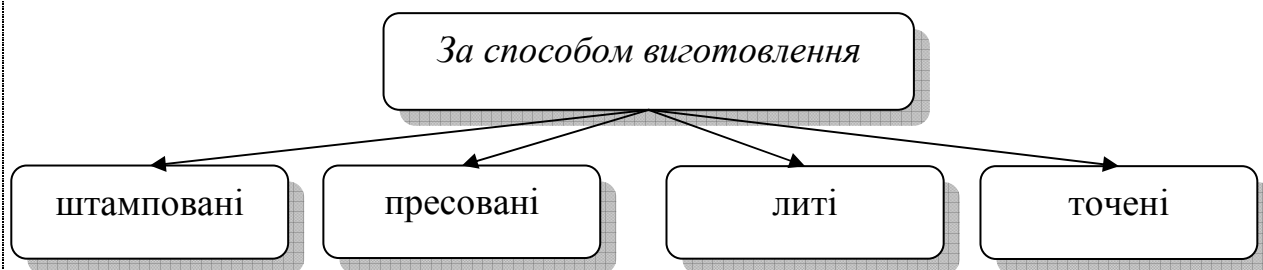 За способом виготовлення
штамповані
пресовані
литі
точені